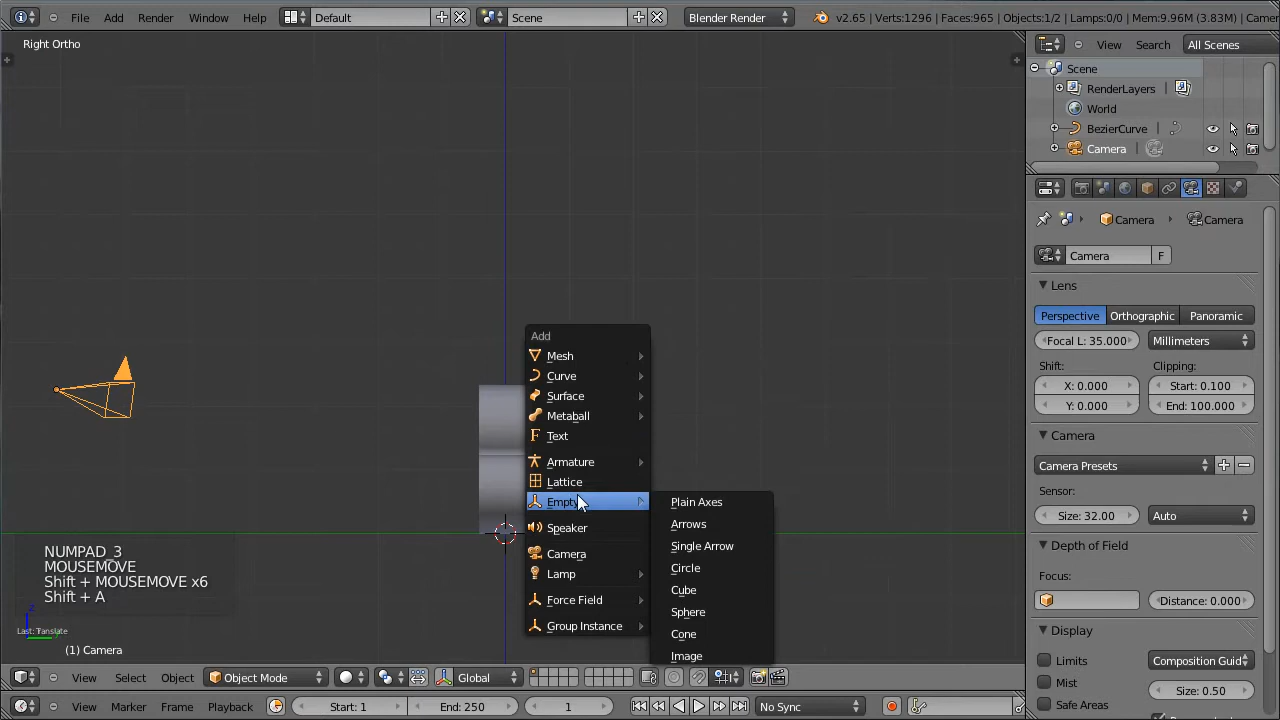 File Add Render Window Help Default Scene Blender Render v2.65 | Verts:1296 | Faces:965 | Objects:1/2 | Lamps:0/0 | Mem:9.96M (3.83M) | Camer
Right Ortho
View Search All Scenes
Scene
RenderLayers
World
BezierCurve
Camera
Camera Camera
Camera F
Lens
Perspective Orthographic Panoramic
Focal L: 35.000 Millimeters
Shift: Clipping:
X: 0.000 Start: 0.100
Y: 0.000 End: 100.000
Camera
Camera Presets
Sensor:
Size: 32.00 Auto
Depth of Field
Focus:
Distance: 0.000
Display
Limits Composition Guid
Mist
Size: 0.50
Safe Areas
Add
Mesh
Curve
Surface
Metaball
Text
Armature
Lattice
Empty
Speaker
Camera
Lamp
Force Field
Group Instance
Plain Axes
Arrows
Single Arrow
Circle
Cube
Sphere
Cone
Image
NUMPAD_3
MOUSEMOVE
Shift + MOUSEMOVE x6
Shift + A
Last: Translate
(1) Camera
View Select Object Object Mode Global
View Marker Frame Playback Start: 1 End: 250 1 No Sync